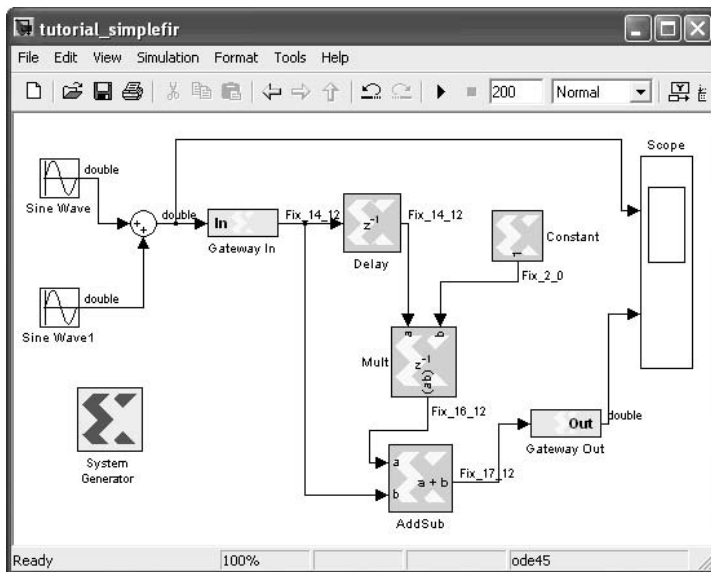 tutorial_simplefir
File Edit View Simulation Format Tools Help
200 Normal
Scope
double
Sine Wave
double
In
Gateway In
Fix_14_12
z-1
Delay
Fix_14_12
1
Constant
Fix_2_0
double
Sine Wave1
a b
z-1
(ab)
Mult
Fix_16_12
System
Generator
a
b
a + b
AddSub
Fix_17_12
Out
Gateway Out
double
Ready 100% ode45